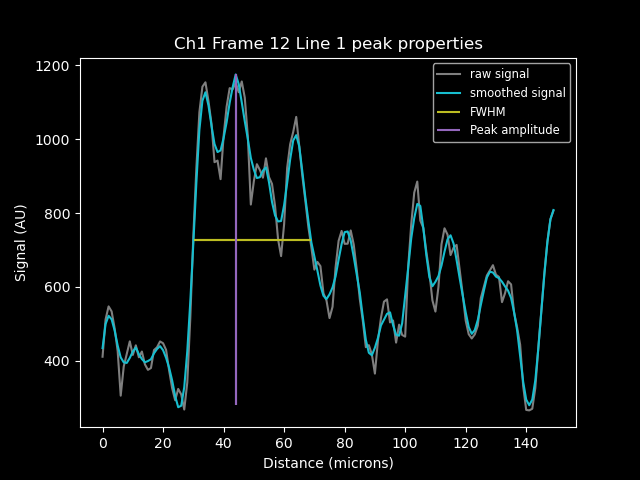 Ch1 Frame 12 Line 1 peak properties
raw signal
smoothed signal
FWHM
Peak amplitude
Signal (AU)
1200
1000
800
600
400
0 20 40 60 80 100 120 140
Distance (microns)